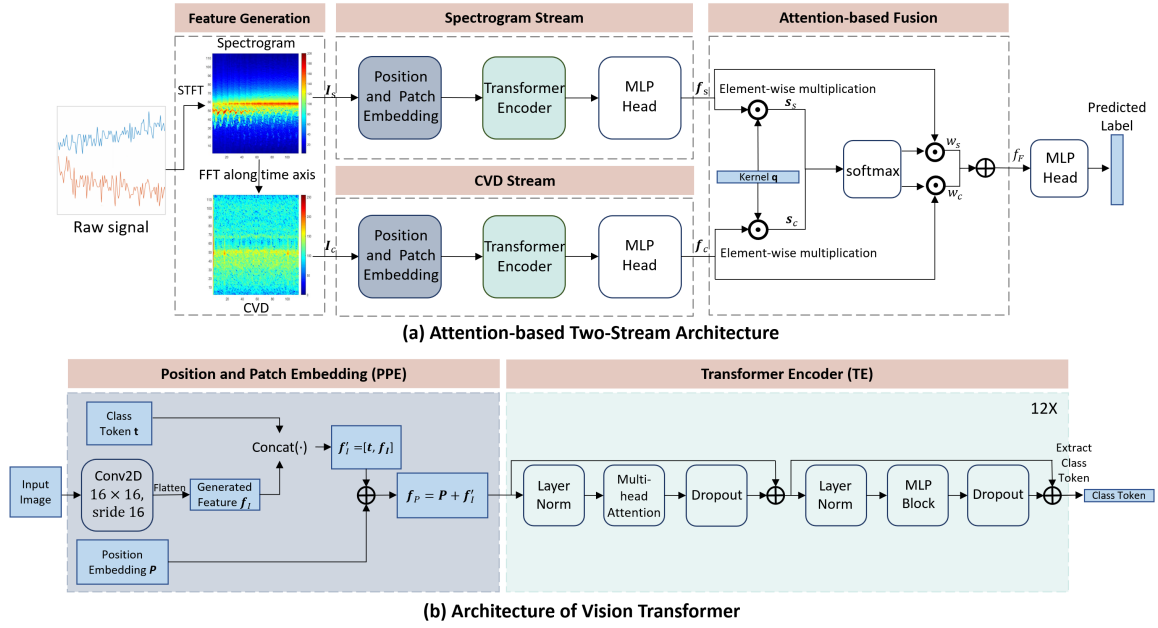 Feature Generation
Spectrogram Stream
Attention-based Fusion
Spectrogram
STFT
FFT along time axis
CVD
Raw signal
I_s
Position
and Patch
Embedding
Transformer
Encoder
MLP
Head
f_s
Element-wise multiplication
s_s
Kernel q
softmax
w_s
w_c
f_F
MLP
Head
Predicted
Label
CVD Stream
I_c
Position
and Patch
Embedding
Transformer
Encoder
MLP
Head
f_c
s_c
Element-wise multiplication
(a) Attention-based Two-Stream Architecture
Position and Patch Embedding (PPE)
Transformer Encoder (TE)
12X
Class
Token t
Concat(·)
f′_I =[t, f_I]
Input
Image
Conv2D
16 × 16,
sride 16
Flatten
Generated
Feature f_I
f_P = P + f′_I
Position
Embedding P
Layer
Norm
Multi-
head
Attention
Dropout
Layer
Norm
MLP
Block
Dropout
Extract
Class
Token
Class Token
(b) Architecture of Vision Transformer